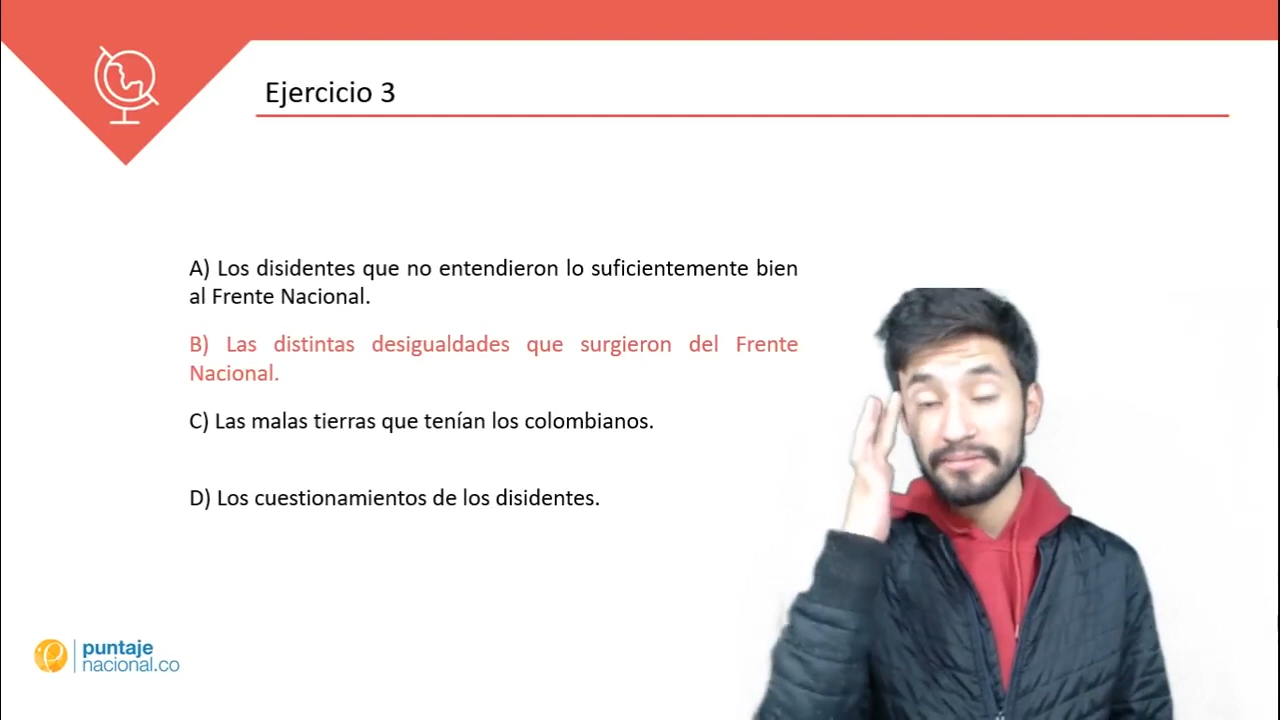 Ejercicio 3
A) Los disidentes que no entendieron lo suficientemente bien
al Frente Nacional.
B) Las distintas desigualdades que surgieron del Frente
Nacional.
C) Las malas tierras que tenían los colombianos.
D) Los cuestionamientos de los disidentes.
puntaje
nacional.co